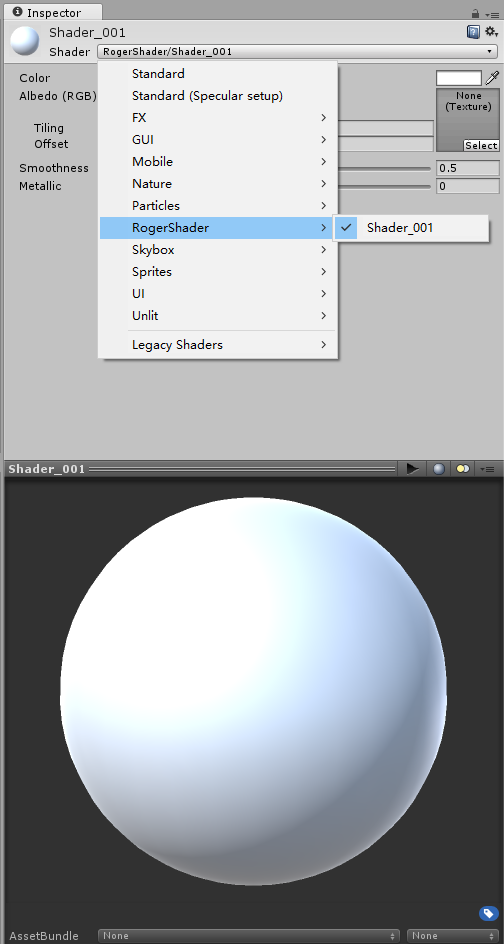 Inspector
Shader_001
Shader RogerShader/Shader_001
Color
Albedo (RGB)
None
(Texture)
Select
Tiling
Offset
Smoothness 0.5
Metallic 0
Standard
Standard (Specular setup)
FX
GUI
Mobile
Nature
Particles
RogerShader
Shader_001
Skybox
Sprites
UI
Unlit
Legacy Shaders
Shader_001
AssetBundle None None